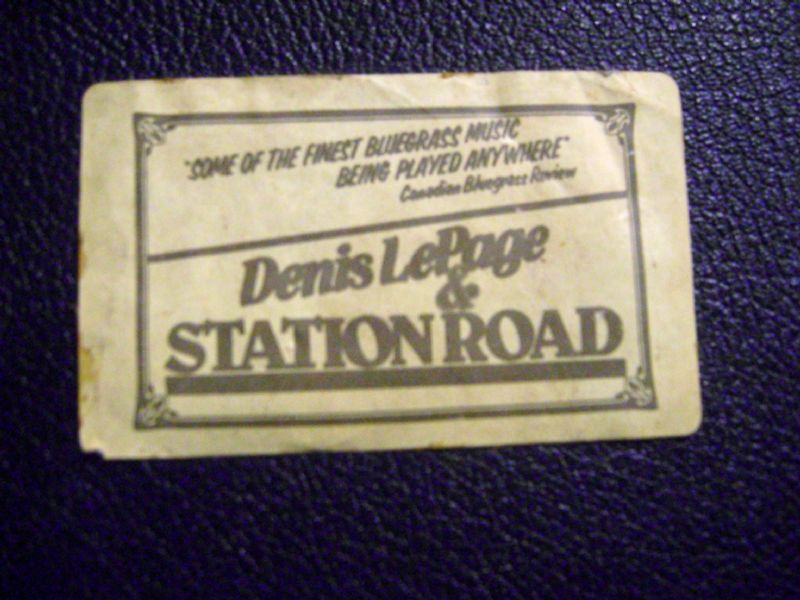 "SOME OF THE FINEST BLUEGRASS MUSIC
BEING PLAYED ANYWHERE"
Canadian Bluegrass Review
Denis LePage
&
STATION ROAD